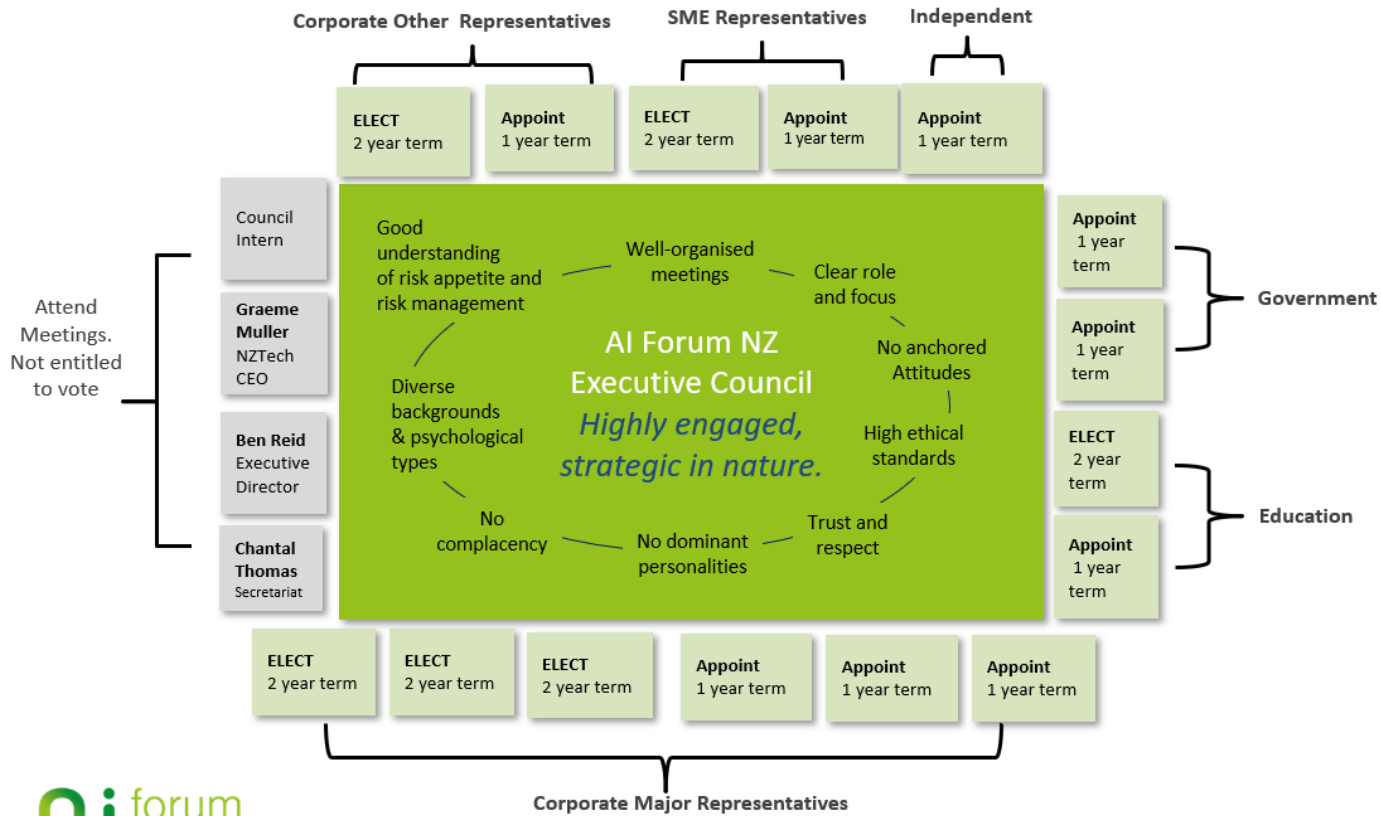 Corporate Other Representatives
SME Representatives
Independent
ELECT
2 year term
Appoint
1 year term
ELECT
2 year term
Appoint
1 year term
Appoint
1 year term
Attend
Meetings.
Not entitled
to vote
Council
Intern
Graeme
Muller
NZTech
CEO
Ben Reid
Executive
Director
Chantal
Thomas
Secretariat
Good
understanding
of risk appetite and
risk management
Well-organised
meetings
Clear role
and focus
No anchored
Attitudes
High ethical
standards
Trust and
respect
No dominant
personalities
No
complacency
Diverse
backgrounds
& psychological
types
AI Forum NZ
Executive Council
Highly engaged,
strategic in nature.
Appoint
1 year
term
Appoint
1 year
term
Government
ELECT
2 year
term
Appoint
1 year
term
Education
ELECT
2 year term
ELECT
2 year term
ELECT
2 year term
Appoint
1 year term
Appoint
1 year term
Appoint
1 year term
Corporate Major Representatives
forum